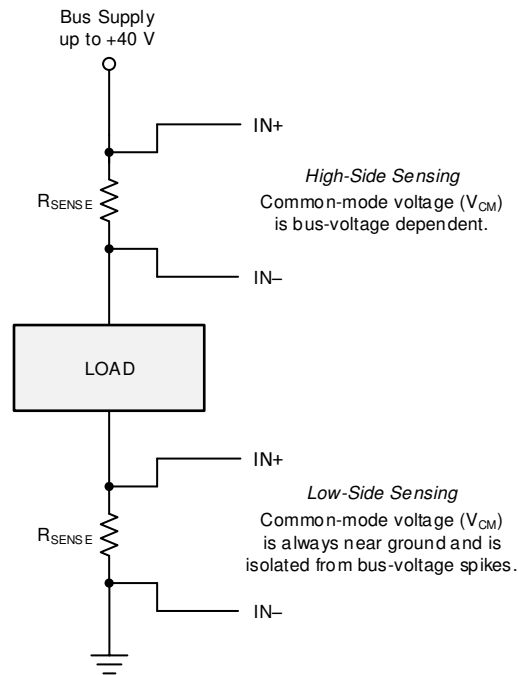 Bus Supply
up to +40 V
IN+
High-Side Sensing
RSENSE
Common-mode voltage (VCM)
is bus-voltage dependent.
IN–
LOAD
IN+
Low-Side Sensing
RSENSE
Common-mode voltage (VCM)
is always near ground and is
isolated from bus-voltage spikes.
IN–